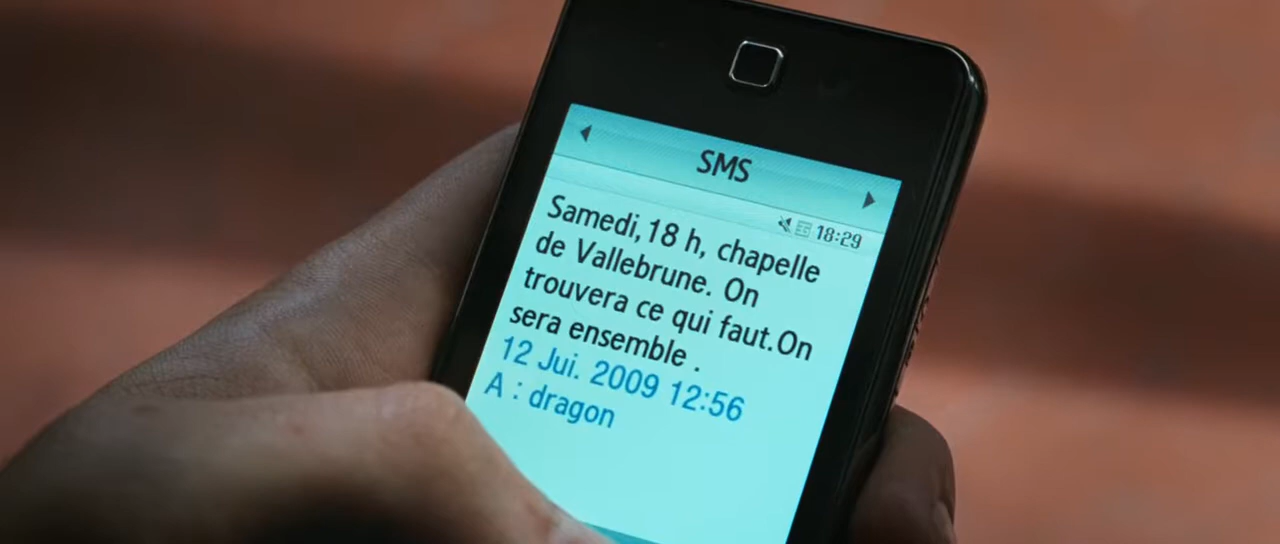 SMS
18:29
Samedi, 18 h, chapelle
de Vallebrune. On
trouvera ce qui faut.On
sera ensemble .
12 Jui. 2009 12:56
A : dragon